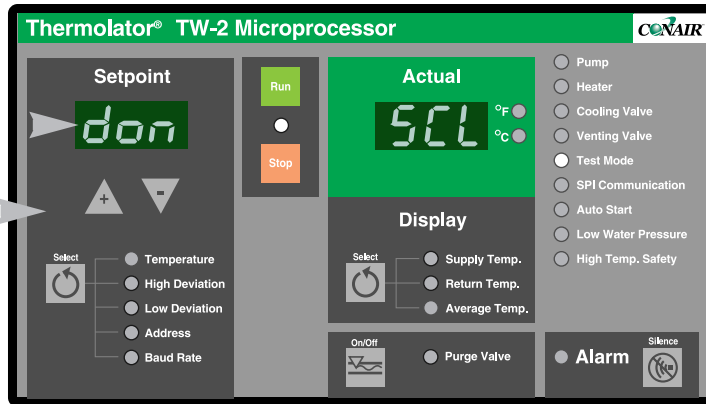 Thermolator® TW-2 Microprocessor
CONAIR
Setpoint
don
+
-
Select
Temperature
High Deviation
Low Deviation
Address
Baud Rate
Run
Stop
Actual
SCL
°F
°C
Display
Select
Supply Temp.
Return Temp.
Average Temp.
On/Off
Purge Valve
Pump
Heater
Cooling Valve
Venting Valve
Test Mode
SPI Communication
Auto Start
Low Water Pressure
High Temp. Safety
Alarm
Silence